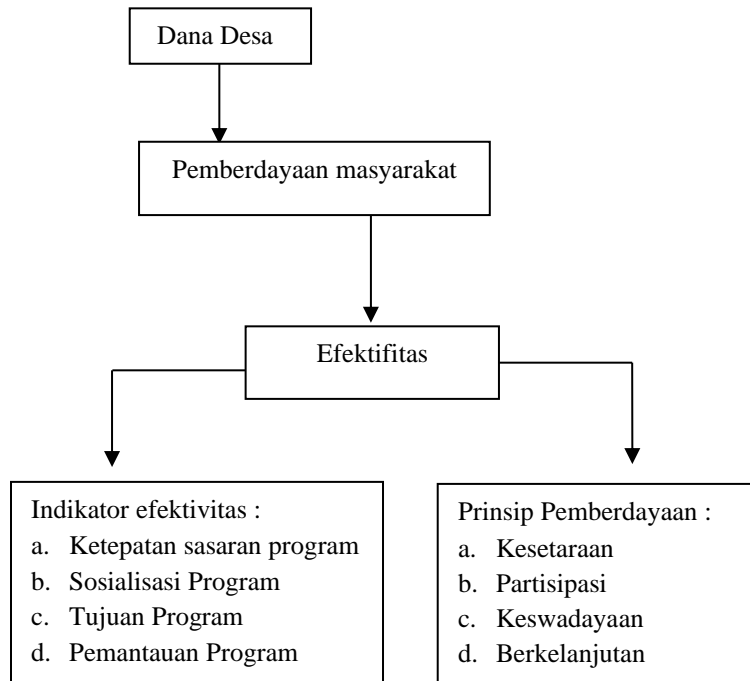 Dana Desa
Pemberdayaan masyarakat
Efektifitas
Indikator efektivitas :
a. Ketepatan sasaran program
b. Sosialisasi Program
c. Tujuan Program
d. Pemantauan Program
Prinsip Pemberdayaan :
a. Kesetaraan
b. Partisipasi
c. Keswadayaan
d. Berkelanjutan